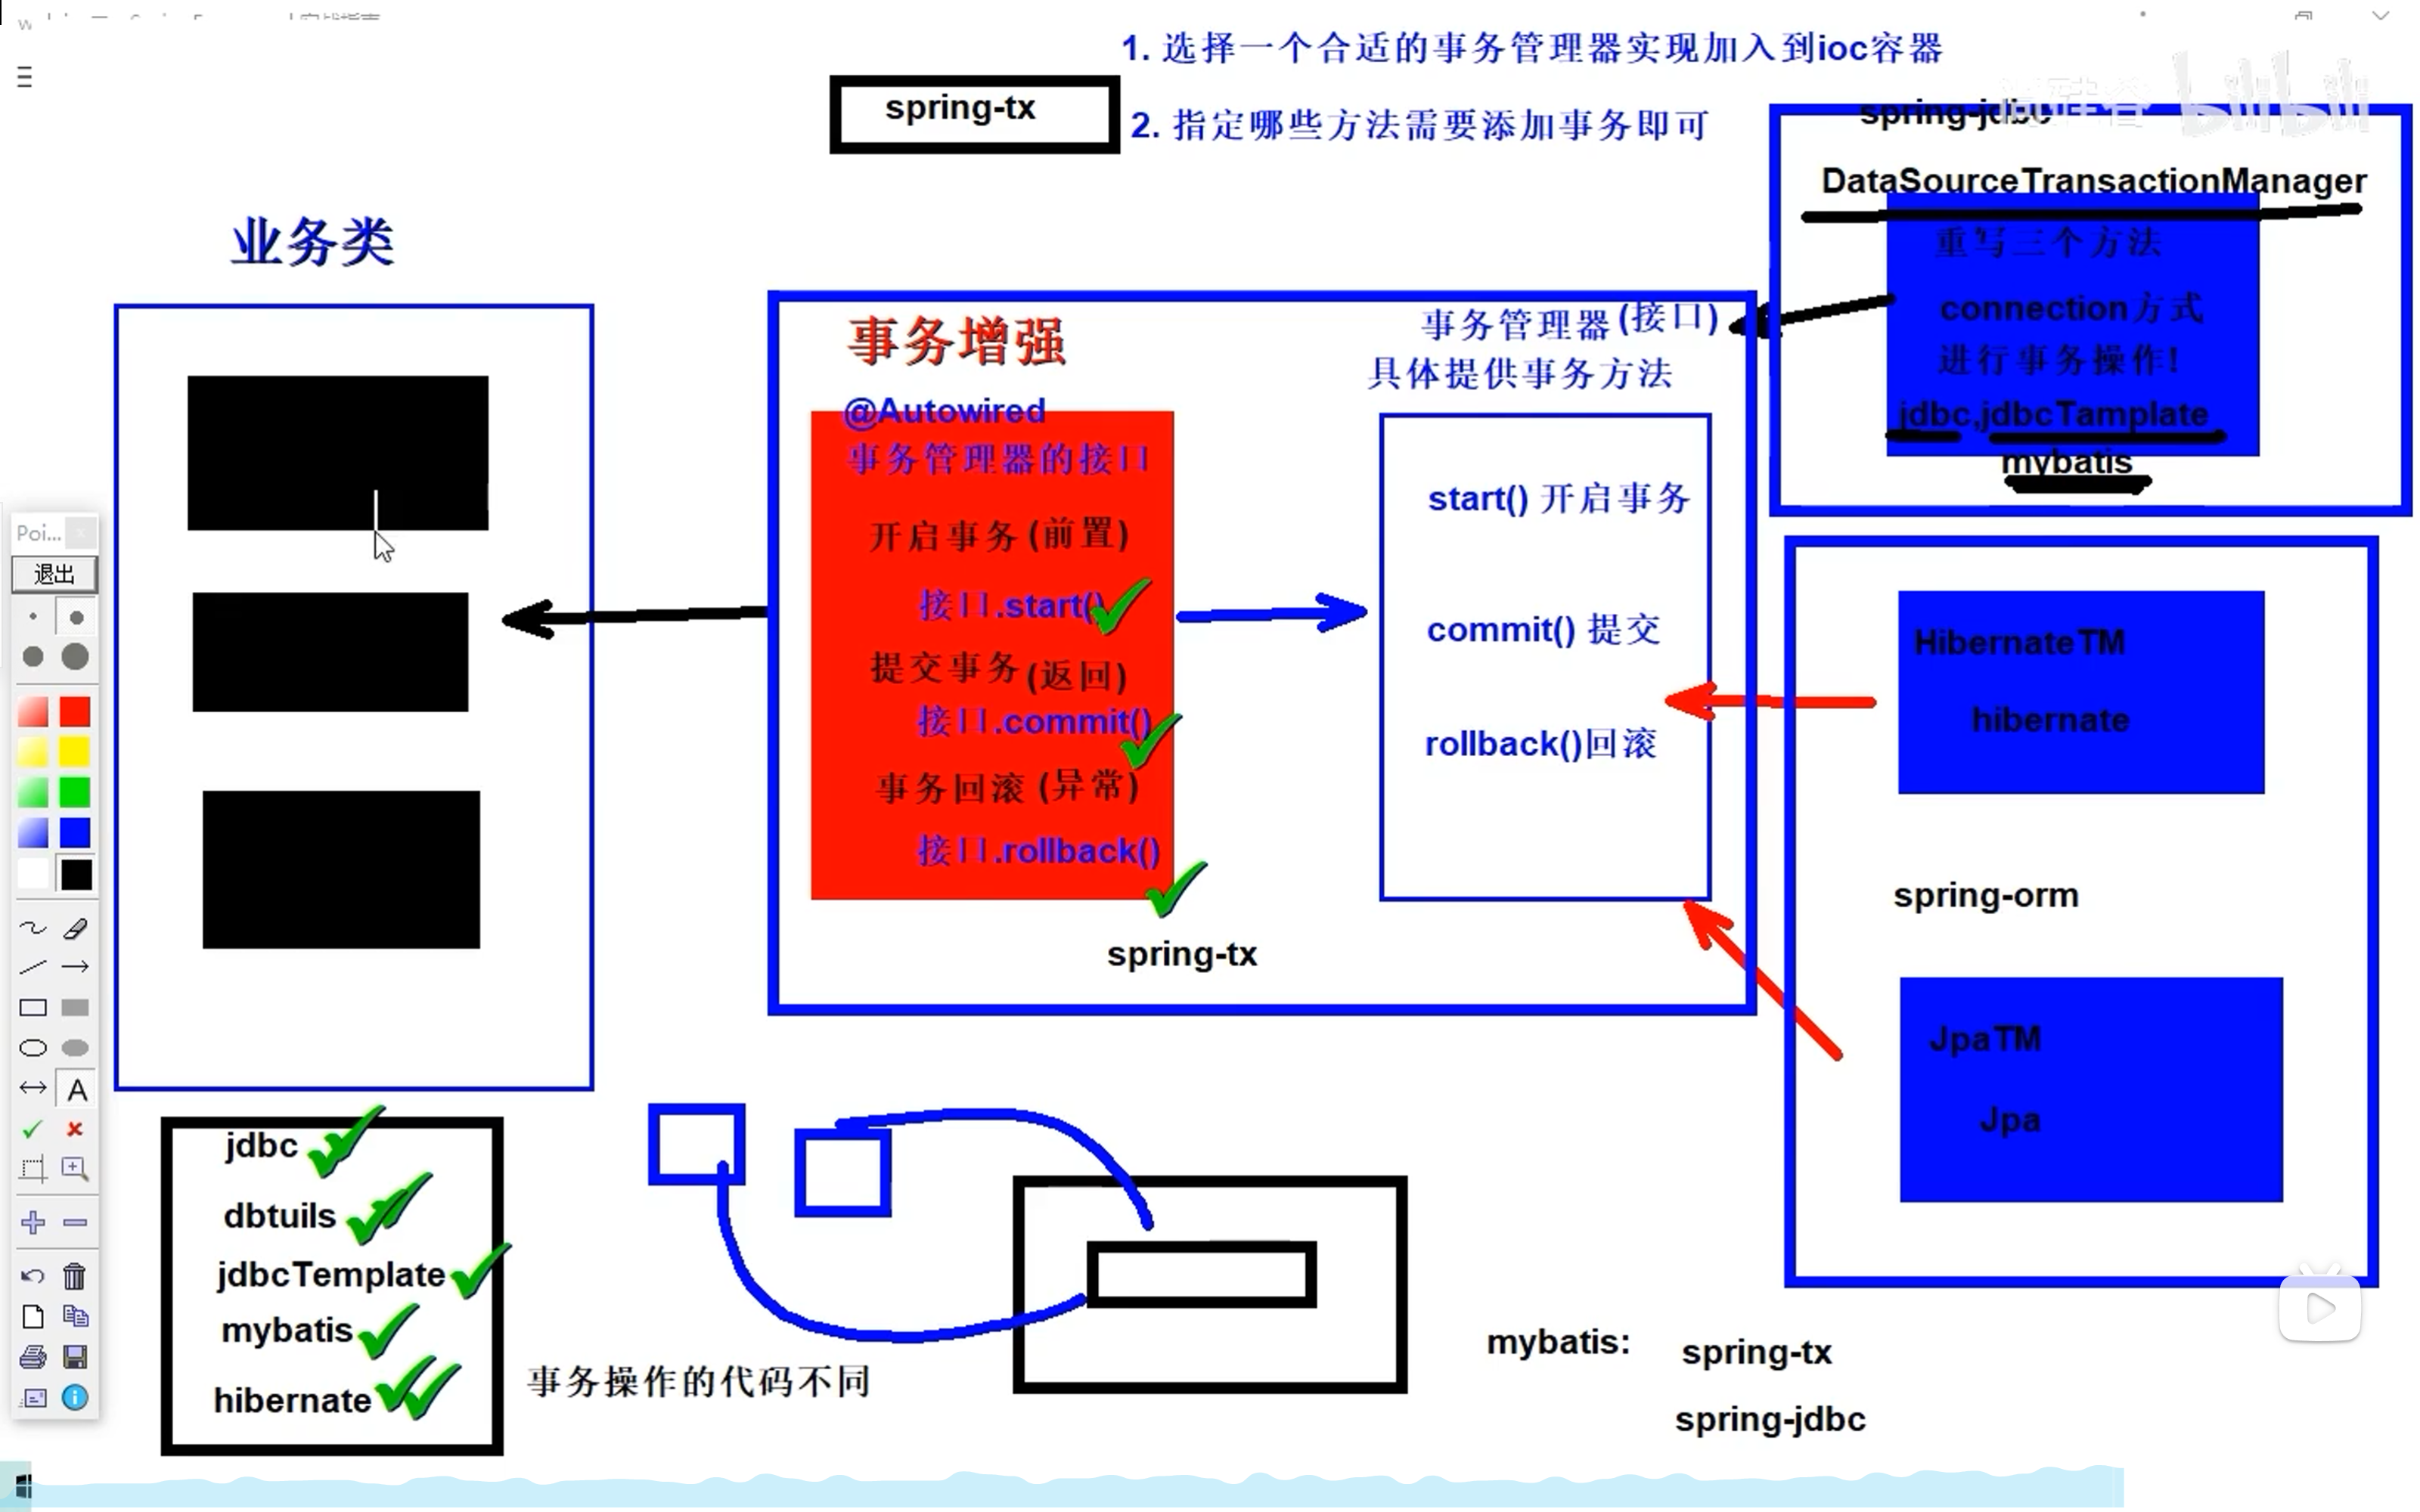 1. 选择一个合适的事务管理器实现加入到ioc容器
spring-tx
2. 指定哪些方法需要添加事务即可
spring-jdbc
DataSourceTransactionManager
重写三个方法
connection方式
进行事务操作!
jdbc,jdbcTamplate
mybatis
业务类
事务增强
@Autowired
事务管理器的接口
开启事务(前置)
接口.start()
提交事务(返回)
接口.commit()
事务回滚(异常)
接口.rollback()
spring-tx
事务管理器(接口)
具体提供事务方法
start() 开启事务
commit() 提交
rollback()回滚
HibernateTM
hibernate
spring-orm
JpaTM
Jpa
Poi...
退出
A
jdbc
dbtuils
jdbcTemplate
mybatis
hibernate
事务操作的代码不同
mybatis:
spring-tx
spring-jdbc